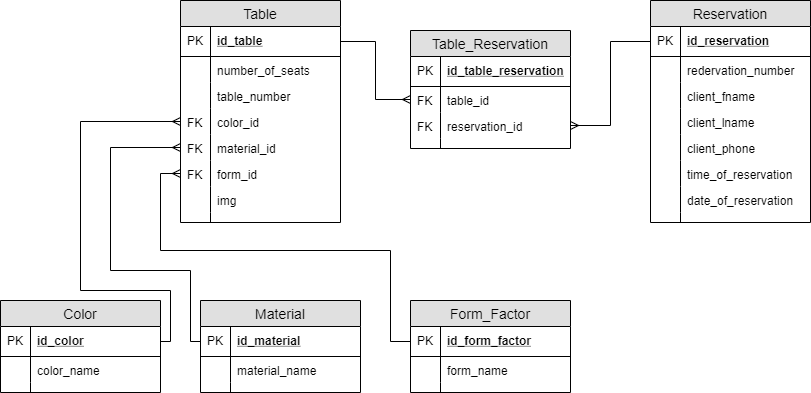 Table
PK id_table
number_of_seats
table_number
FK color_id
FK material_id
FK form_id
img
Table_Reservation
PK id_table_reservation
FK table_id
FK reservation_id
Reservation
PK id_reservation
redervation_number
client_fname
client_lname
client_phone
time_of_reservation
date_of_reservation
Color
PK id_color
color_name
Material
PK id_material
material_name
Form_Factor
PK id_form_factor
form_name